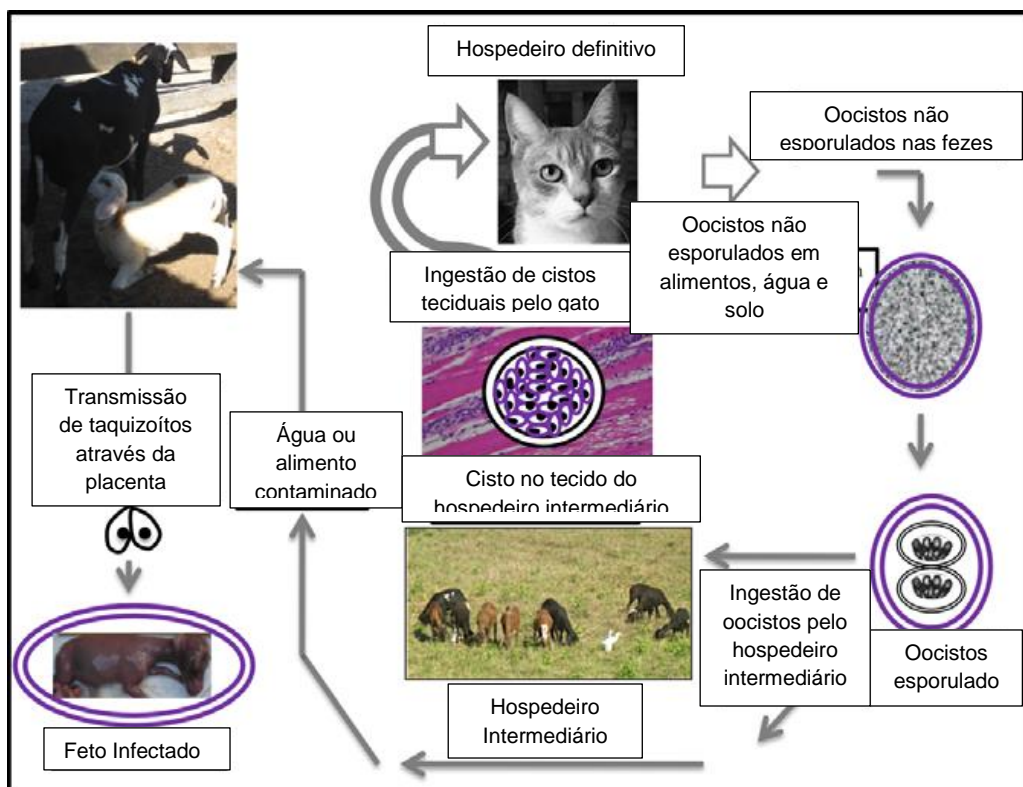 Hospedeiro definitivo
Oocistos não
esporulados nas fezes
Oocistos não
esporulados em
alimentos, água e
solo
Ingestão de cistos
teciduais pelo gato
Transmissão
de taquizoítos
através da
placenta
Água ou
alimento
contaminado
Cisto no tecido do
hospedeiro intermediário
Ingestão de
oocistos pelo
hospedeiro
intermediário
Oocistos
esporulado
Hospedeiro
Intermediário
Feto Infectado